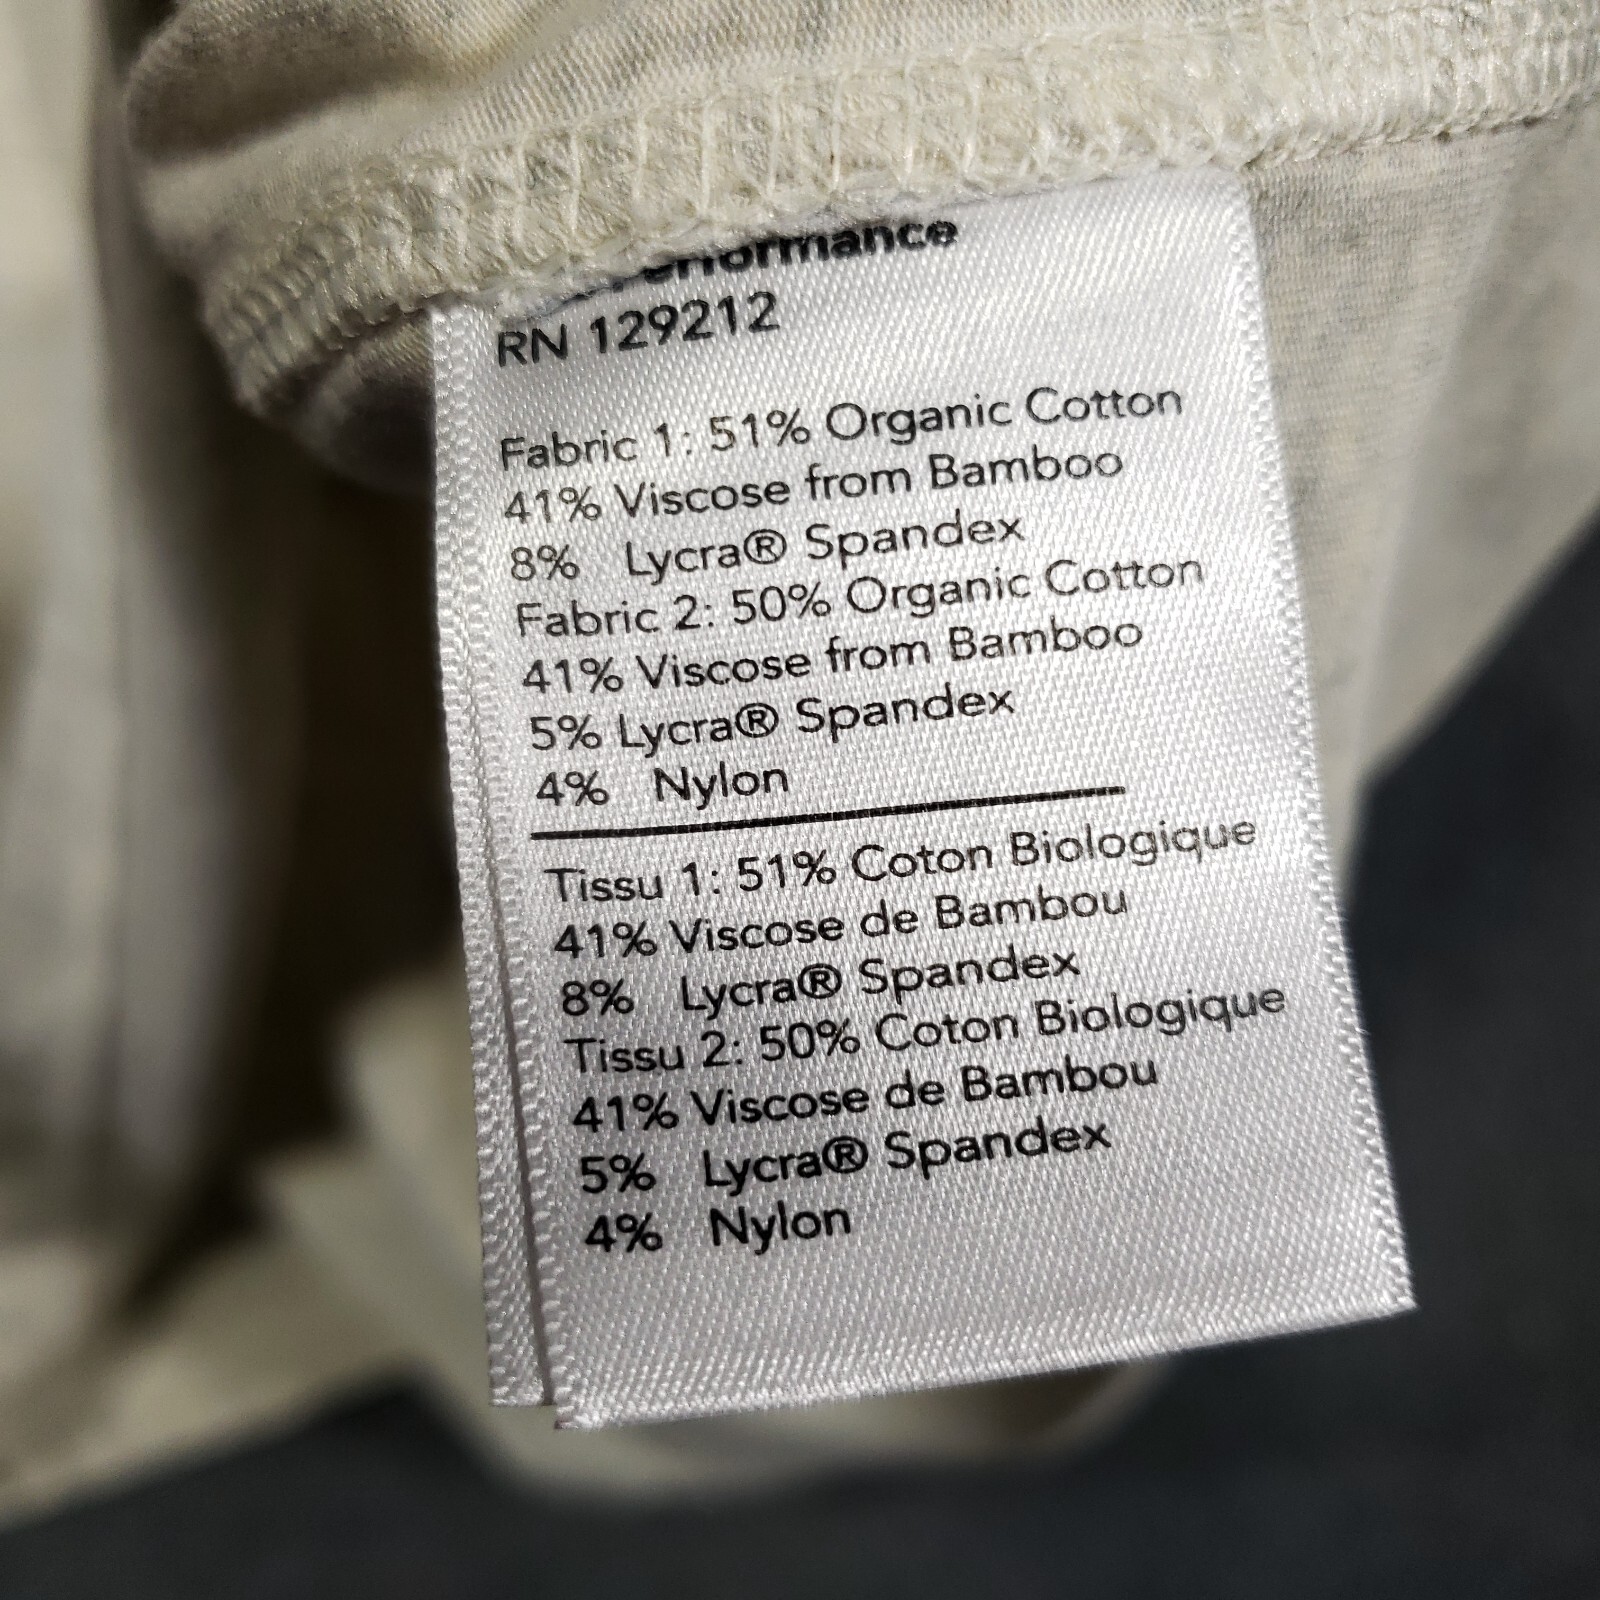 Performance
RN 129212
Fabric 1: 51% Organic Cotton
41% Viscose from Bamboo
8% Lycra® Spandex
Fabric 2: 50% Organic Cotton
41% Viscose from Bamboo
5% Lycra® Spandex
4% Nylon
Tissu 1: 51% Coton Biologique
41% Viscose de Bambou
8% Lycra® Spandex
Tissu 2: 50% Coton Biologique
41% Viscose de Bambou
5% Lycra® Spandex
4% Nylon